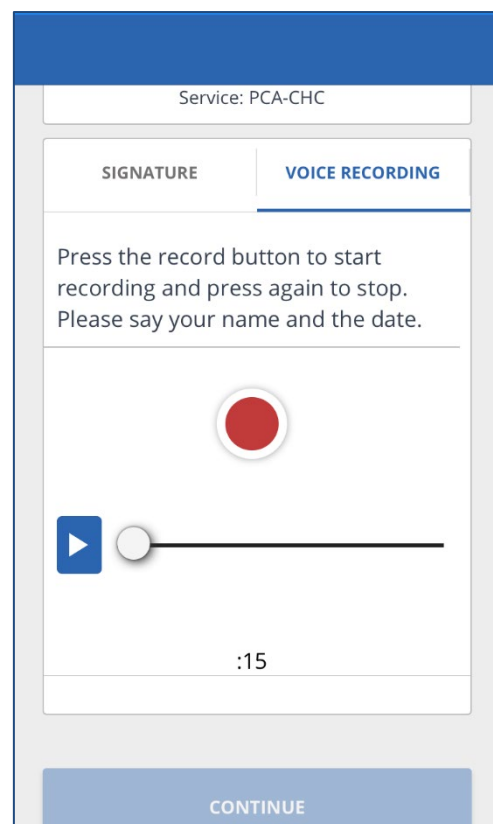 Service: PCA-CHC
SIGNATURE VOICE RECORDING
Press the record button to start
recording and press again to stop.
Please say your name and the date.
:15
CONTINUE